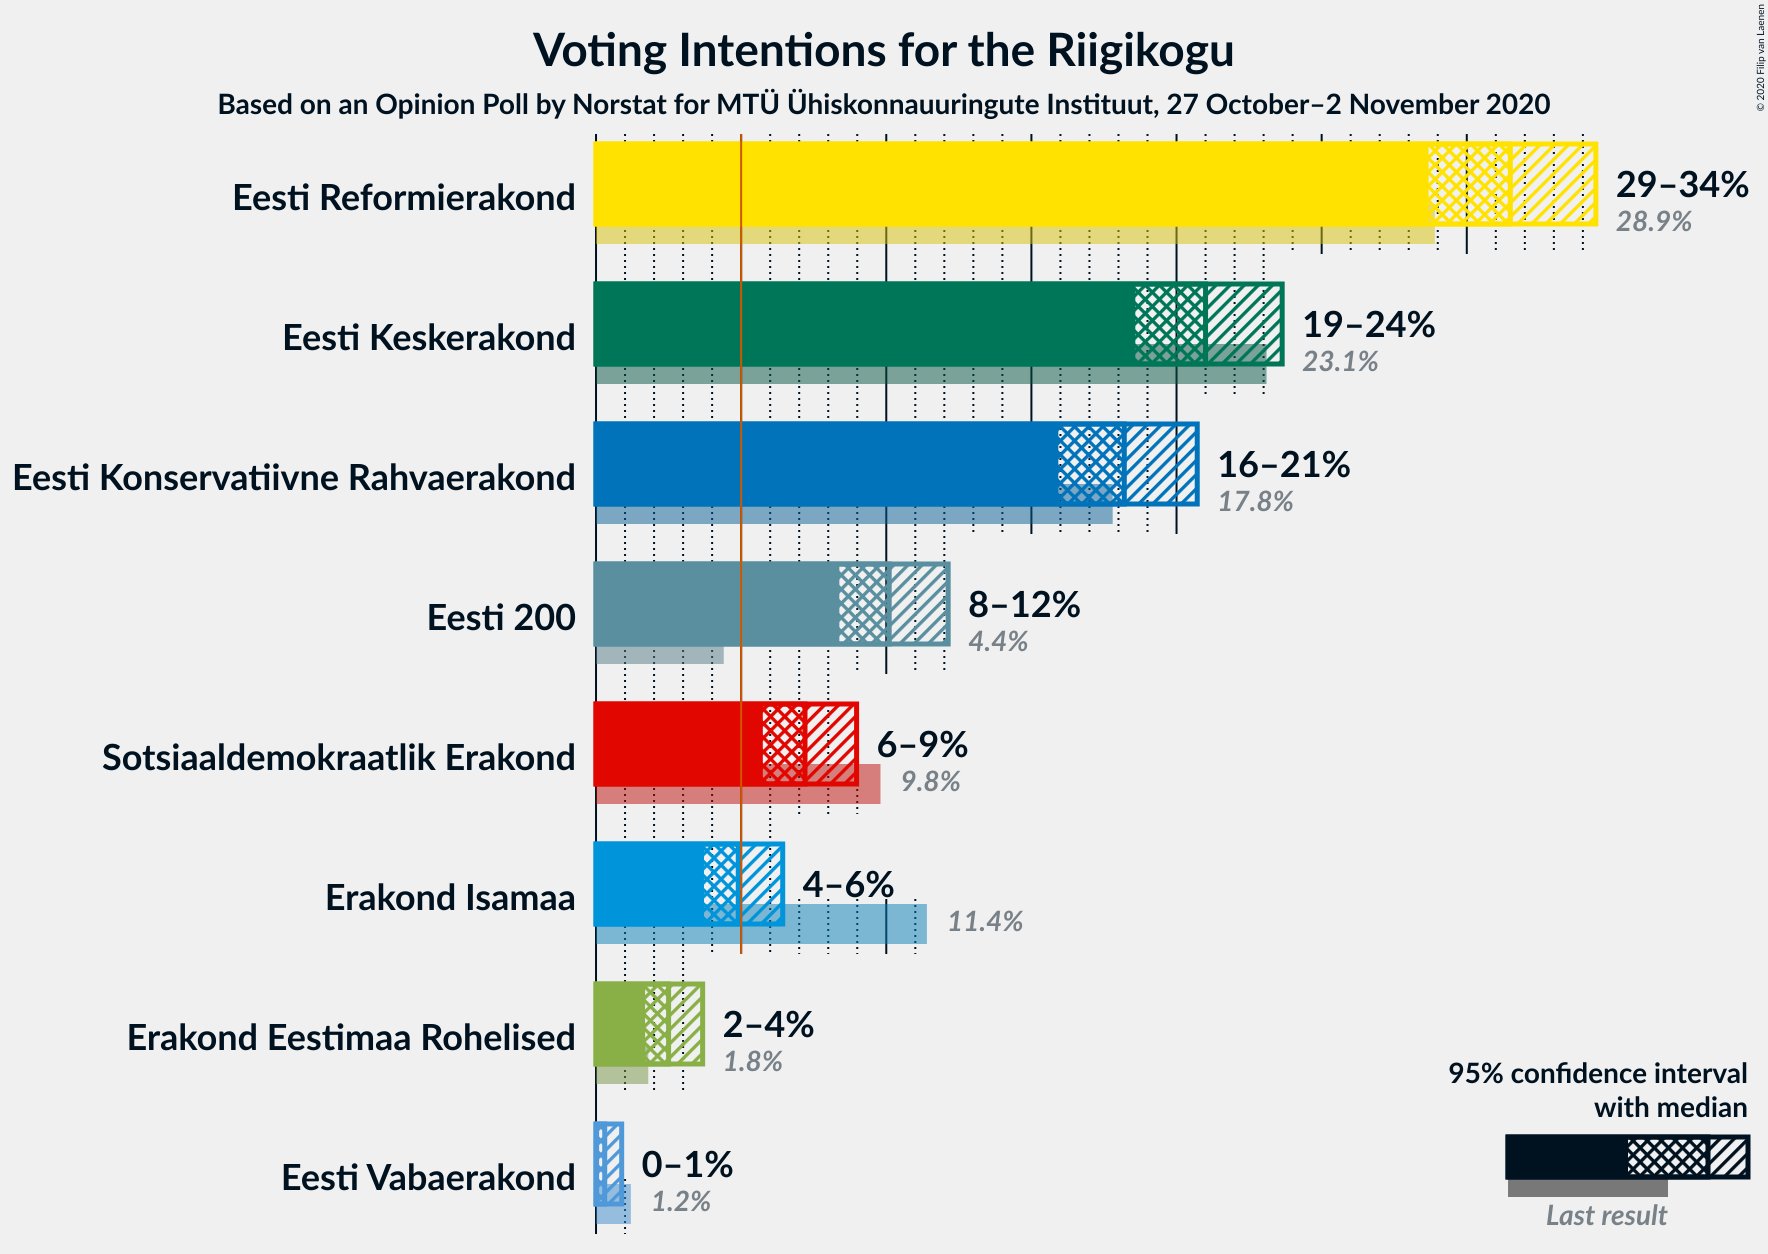 Voting Intentions for the Riigikogu
Based on an Opinion Poll by Norstat for MTÜ Ühiskonnauuringute Instituut, 27 October–2 November 2020
© 2020 Filip van Laenen
Eesti Reformierakond
29–34%
28.9%
Eesti Keskerakond
19–24%
23.1%
Eesti Konservatiivne Rahvaerakond
16–21%
17.8%
Eesti 200
8–12%
4.4%
Sotsiaaldemokraatlik Erakond
6–9%
9.8%
Erakond Isamaa
4–6%
11.4%
Erakond Eestimaa Rohelised
2–4%
1.8%
Eesti Vabaerakond
0–1%
1.2%
95% confidence interval
with median
Last result